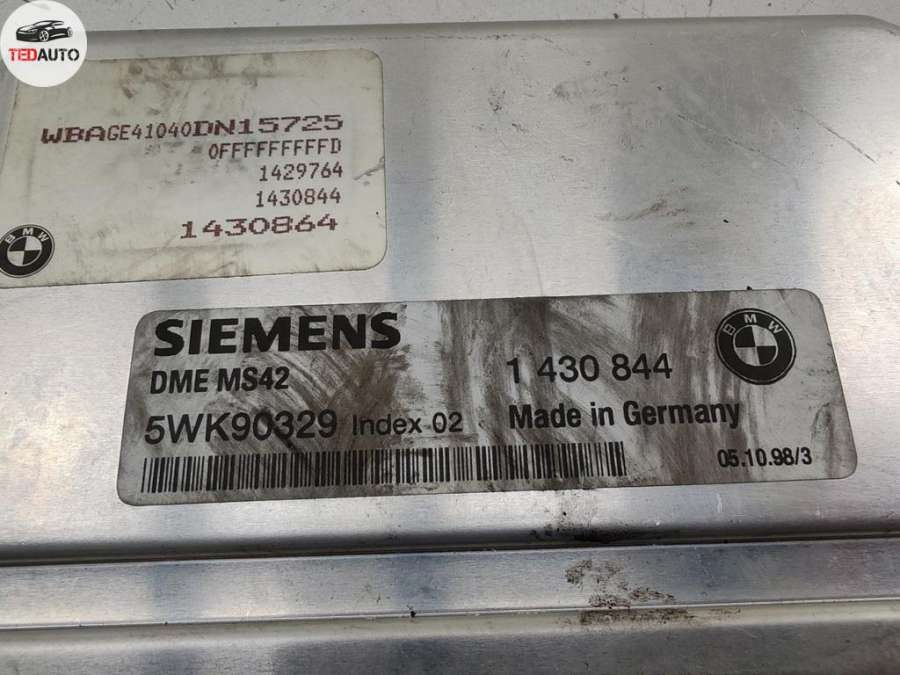 TEDAUTO
WBAGE41040DN15725
0FFFFFFFFFD
1429764
1430844
1430864
BMW
SIEMENS
DME MS42
1 430 844
BMW
5WK90329 Index 02
Made in Germany
05.10.98/3